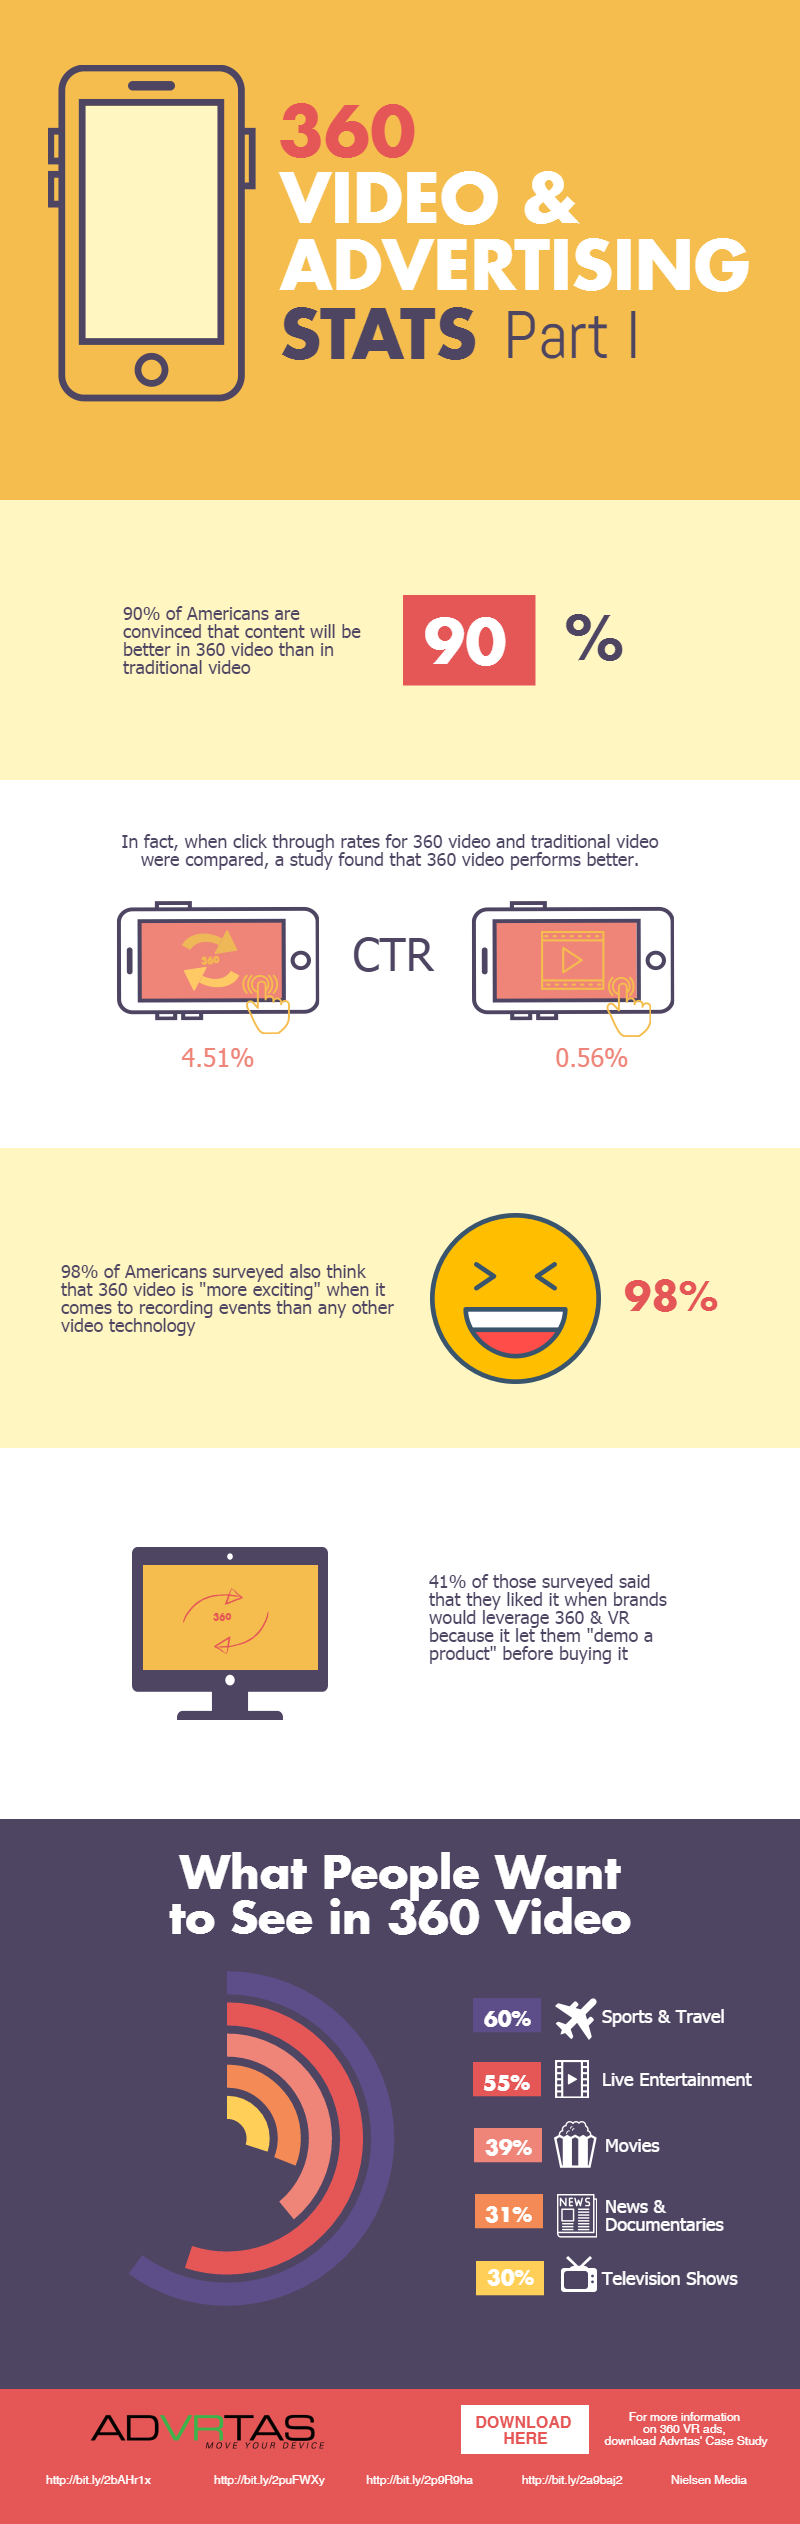 360
VIDEO &
ADVERTISING
STATS Part I
90% of Americans are
convinced that content will be
better in 360 video than in
traditional video
90 %
In fact, when click through rates for 360 video and traditional video
were compared, a study found that 360 video performs better.
360
CTR
4.51%
0.56%
98% of Americans surveyed also think
that 360 video is "more exciting" when it
comes to recording events than any other
video technology
98%
360
41% of those surveyed said
that they liked it when brands
would leverage 360 & VR
because it let them "demo a
product" before buying it
What People Want
to See in 360 Video
60% Sports & Travel
55% Live Entertainment
39% Movies
31% NEWS News &
Documentaries
30% Television Shows
ADVRTAS
MOVE YOUR DEVICE
DOWNLOAD
HERE
For more information
on 360 VR ads,
download Advrtas' Case Study
http://bit.ly/2bAHr1x
http://bit.ly/2puFWXy
http://bit.ly/2p9R9ha
http://bit.ly/2a9baj2
Nielsen Media